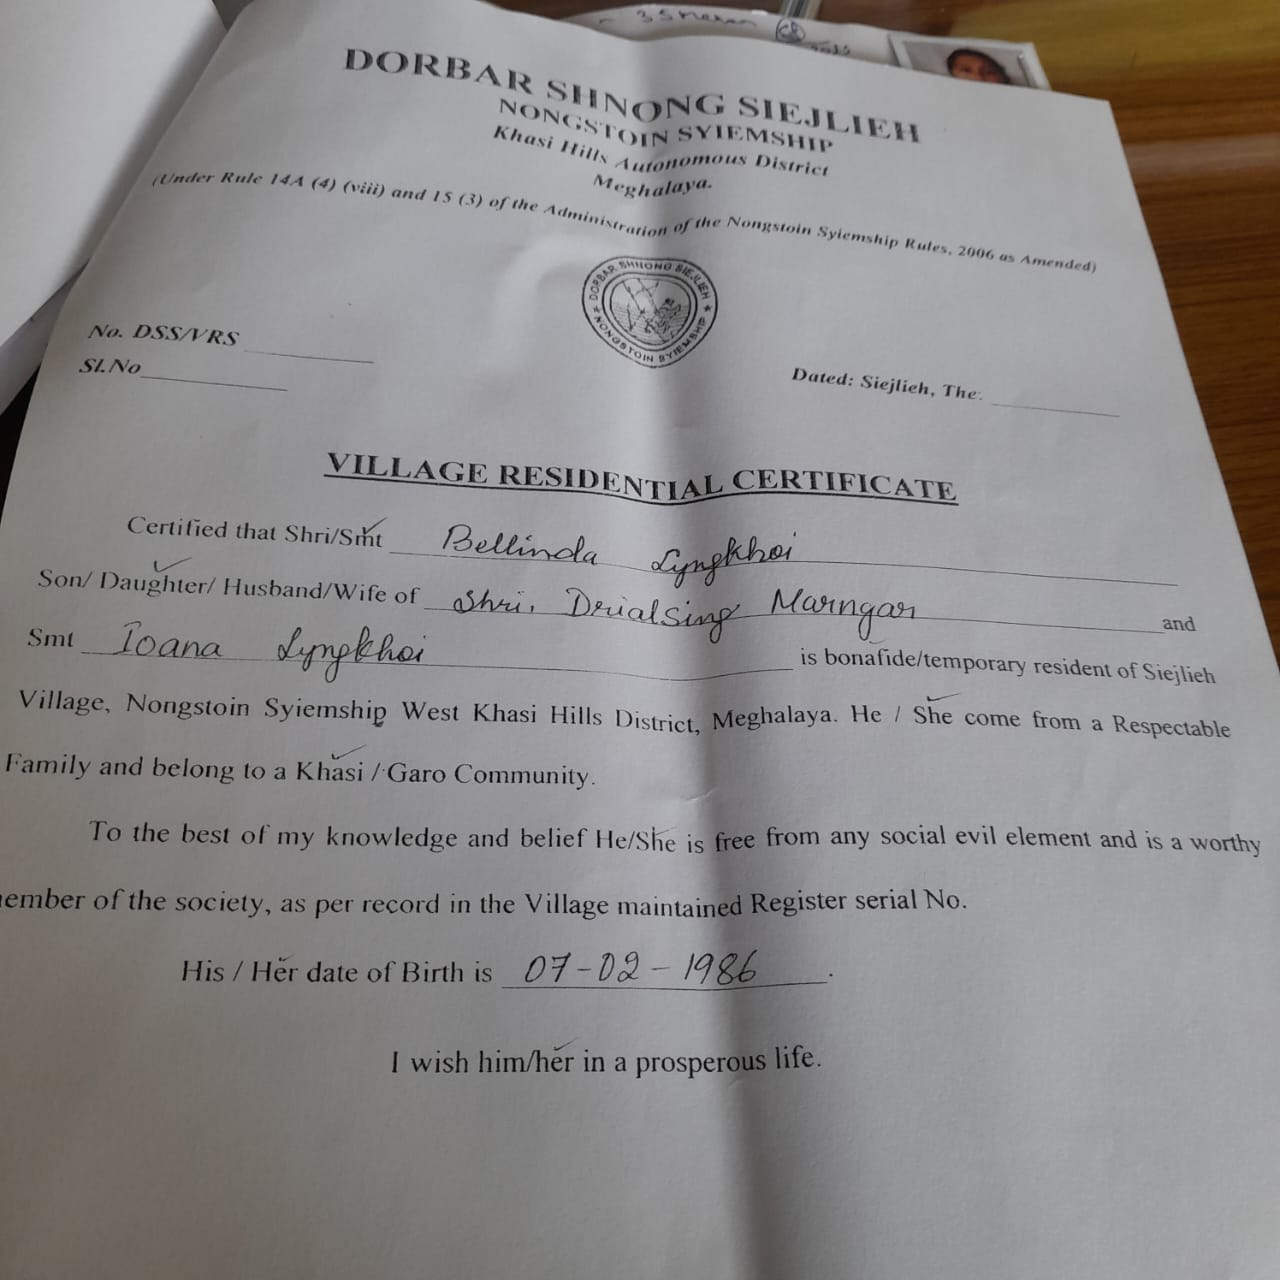 35
DORBAR SHNONG SIEJLIEH
NONGSTOIN SYIEMSHIP
Khasi Hills Autonomous District
Meghalaya.
(Under Rule 14A (4) (viii) and 15 (3) of the Administration of the Nongstoin Syiemship Rules, 2006 as Amended)
DORBAR SHNONG SIEJLIEH
NONGSTOIN SYIEMSHIP
No. DSS/VRS
Sl.No
Dated: Siejlieh, The:
VILLAGE RESIDENTIAL CERTIFICATE
Certified that Shri/Smt Bellinda Lyngkhoi
Son/ Daughter/ Husband/Wife of Shri. Drialsing Marngar and
Smt Ioana Lyngkhoi is bonafide/temporary resident of Siejlieh
Village, Nongstoin Syiemship West Khasi Hills District, Meghalaya. He / She come from a Respectable
Family and belong to a Khasi / Garo Community.
To the best of my knowledge and belief He/She is free from any social evil element and is a worthy
ember of the society, as per record in the Village maintained Register serial No.
His / Her date of Birth is 07-02-1986.
I wish him/her in a prosperous life.